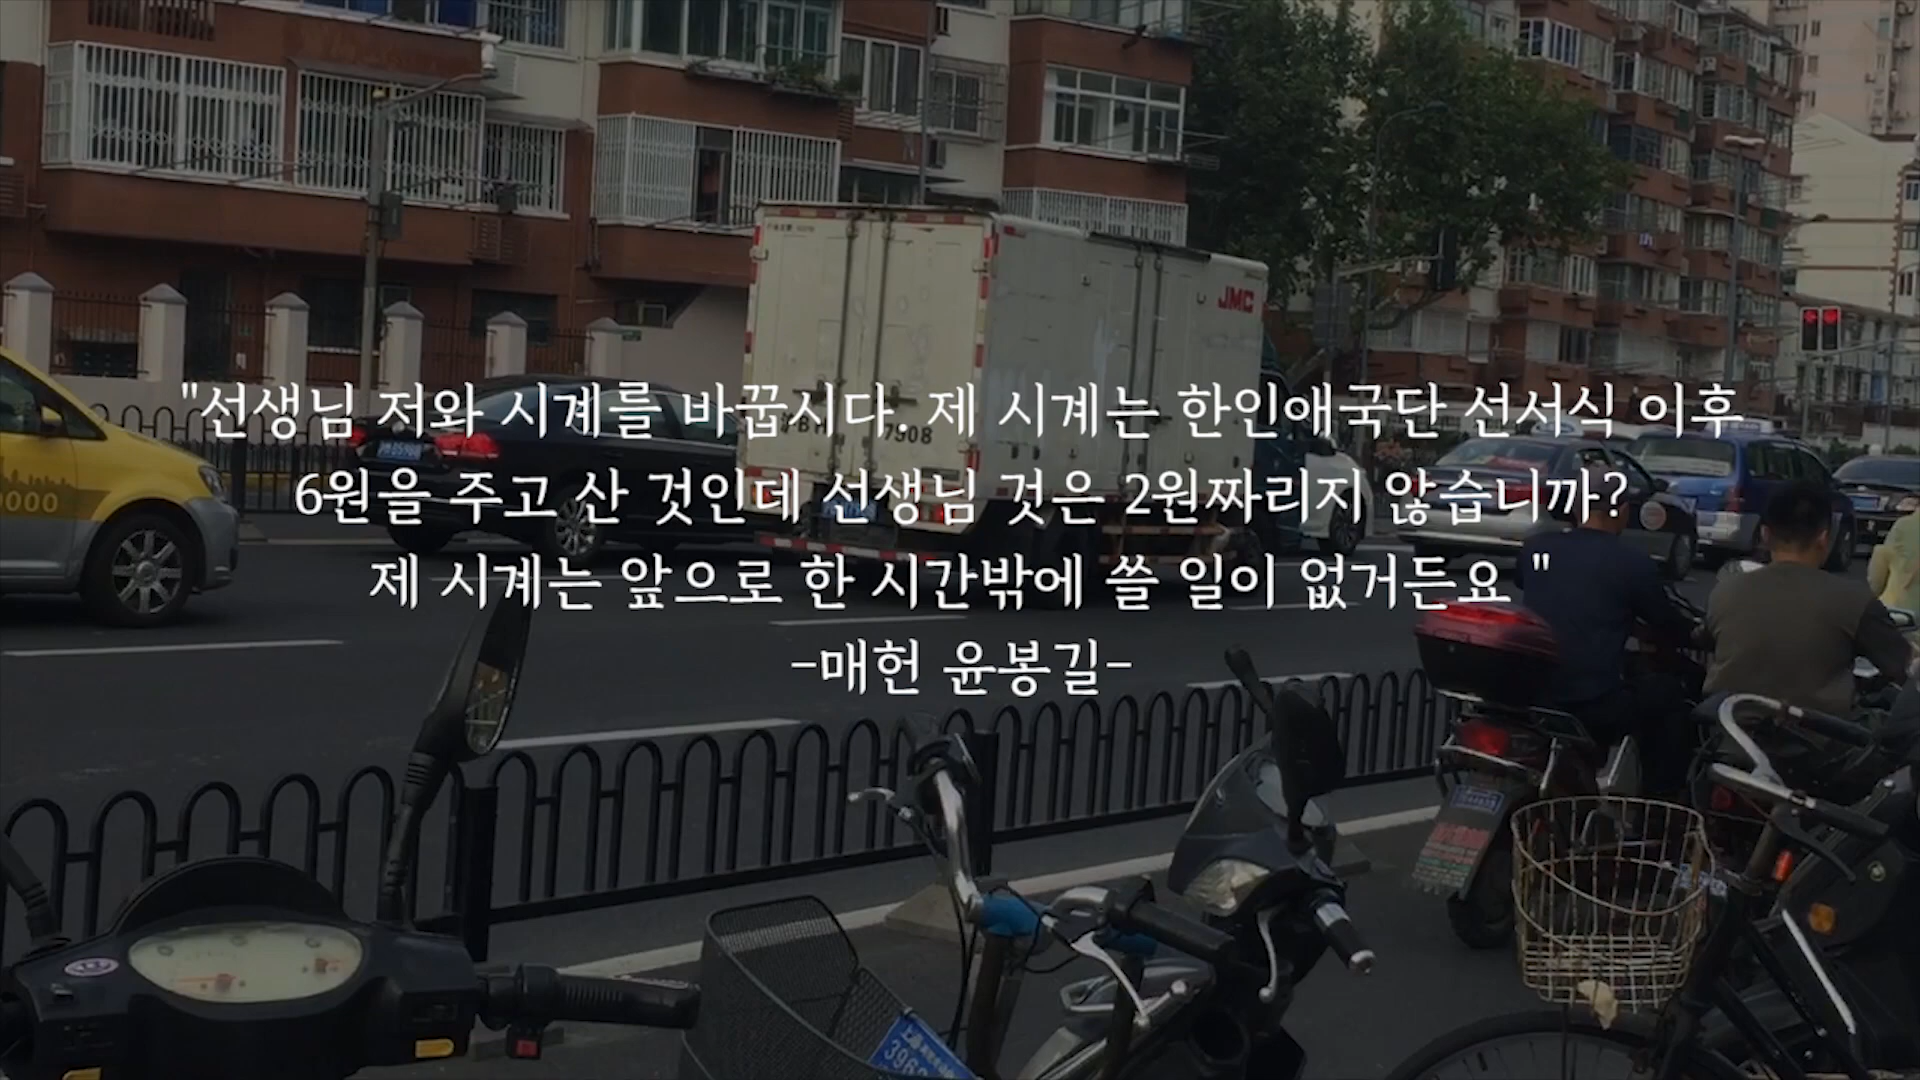 JMC
"선생님 저와 시계를 바꿉시다. 제 시계는 한인애국단 선서식 이후
7908
6원을 주고 산 것인데 선생님 것은 2원짜리지 않습니까?
제 시계는 앞으로 한 시간밖에 쓸 일이 없거든요 "
-매헌 윤봉길-